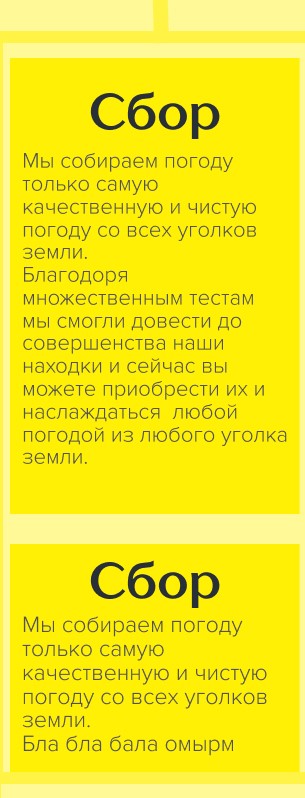 Сбор
Мы собираем погоду
только самую
качественную и чистую
погоду со всех уголков
земли.
Благодоря
множественным тестам
мы смогли довести до
совершенства наши
находки и сейчас вы
можете приобрести их и
наслаждаться  любой
погодой из любого уголка
земли.
Сбор
Мы собираем погоду
только самую
качественную и чистую
погоду со всех уголков
земли.
Бла бла бала омырм